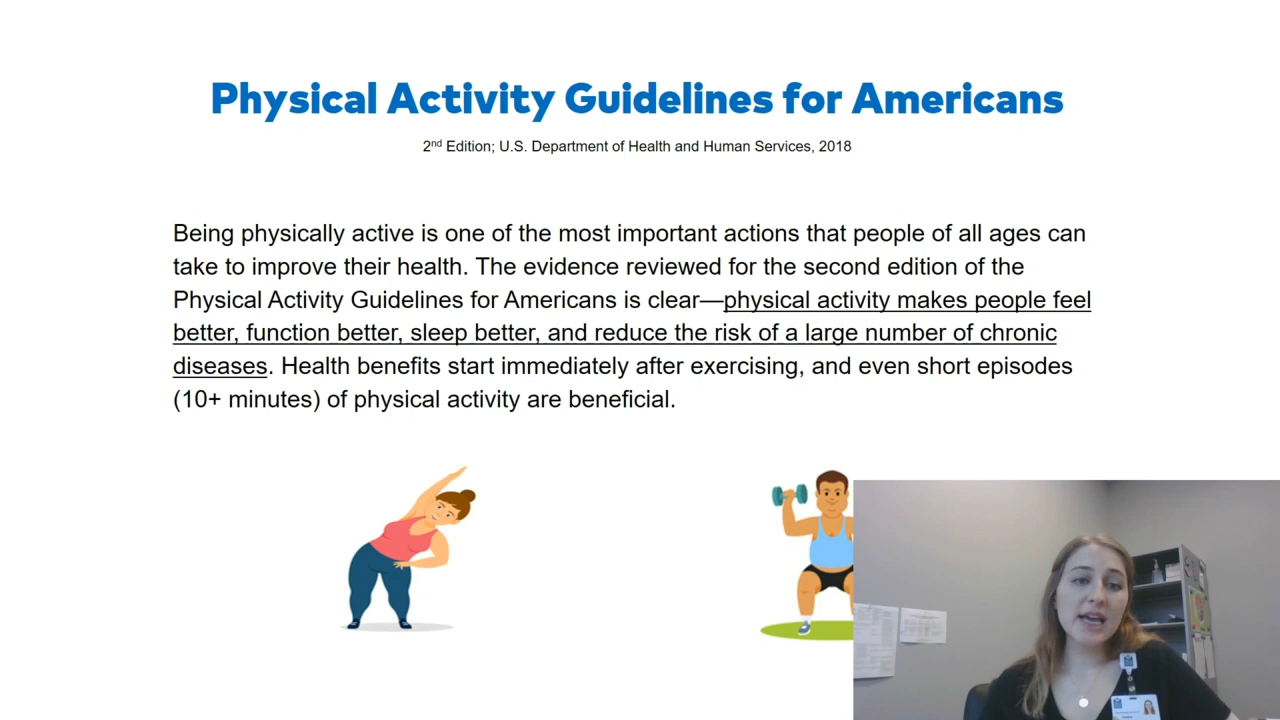 Physical Activity Guidelines for Americans
2nd Edition; U.S. Department of Health and Human Services, 2018
Being physically active is one of the most important actions that people of all ages can
take to improve their health. The evidence reviewed for the second edition of the
Physical Activity Guidelines for Americans is clear—physical activity makes people feel
better, function better, sleep better, and reduce the risk of a large number of chronic
diseases. Health benefits start immediately after exercising, and even short episodes
(10+ minutes) of physical activity are beneficial.